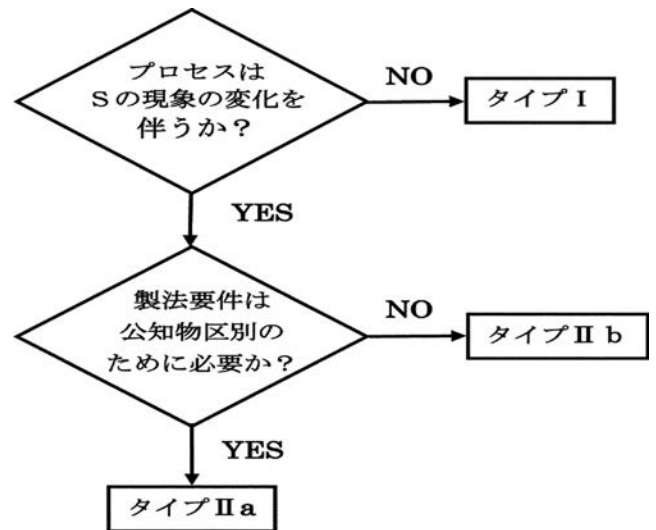 プロセスは
Sの現象の変化を
伴うか？
NO
タイプⅠ
YES
製法要件は
公知物区別の
ために必要か？
NO
タイプⅡb
YES
タイプⅡa